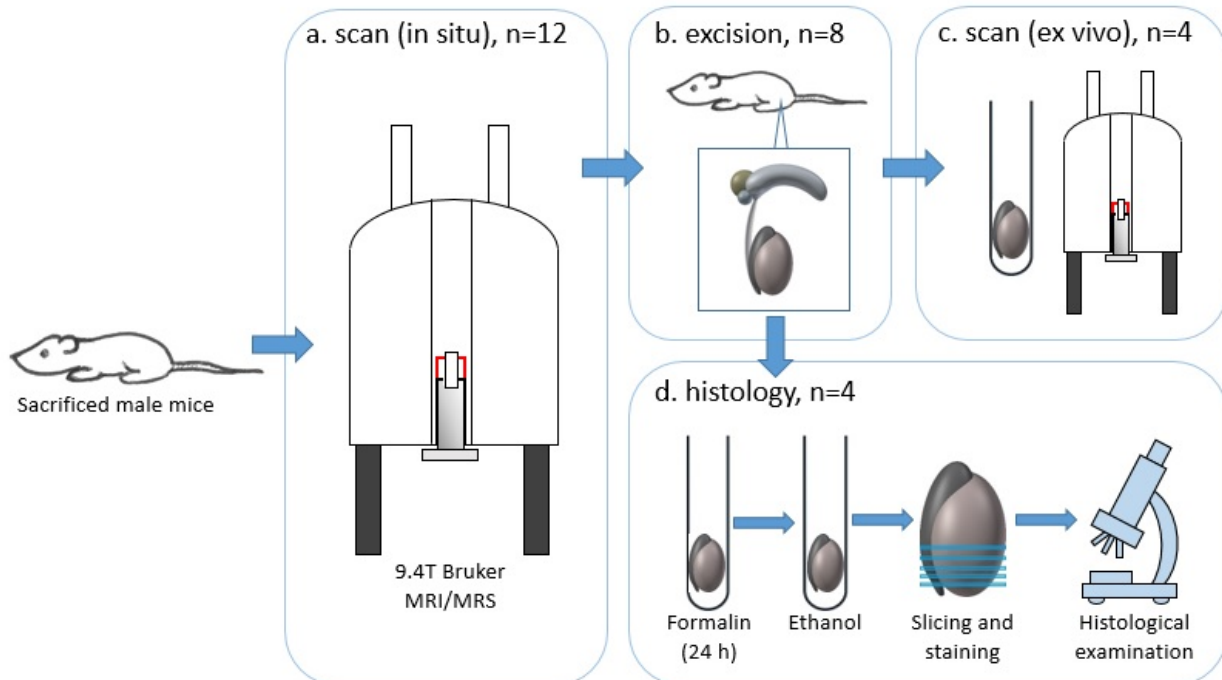 Sacrificed male mice
a. scan (in situ), n=12
9.4T Bruker
MRI/MRS
b. excision, n=8
c. scan (ex vivo), n=4
d. histology, n=4
Formalin
(24 h)
Ethanol
Slicing and
staining
Histological
examination